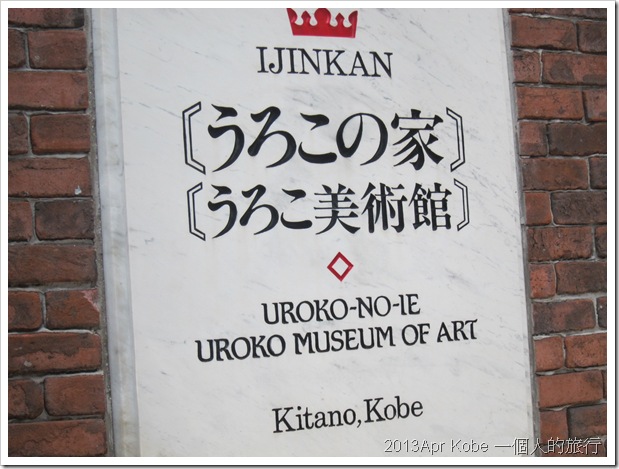 IJINKAN
〔うろこの家〕
〔うろこ美術館〕
UROKO-NO-IE
UROKO MUSEUM OF ART
Kitano, Kobe
2013Apr Kobe 一個人的旅行